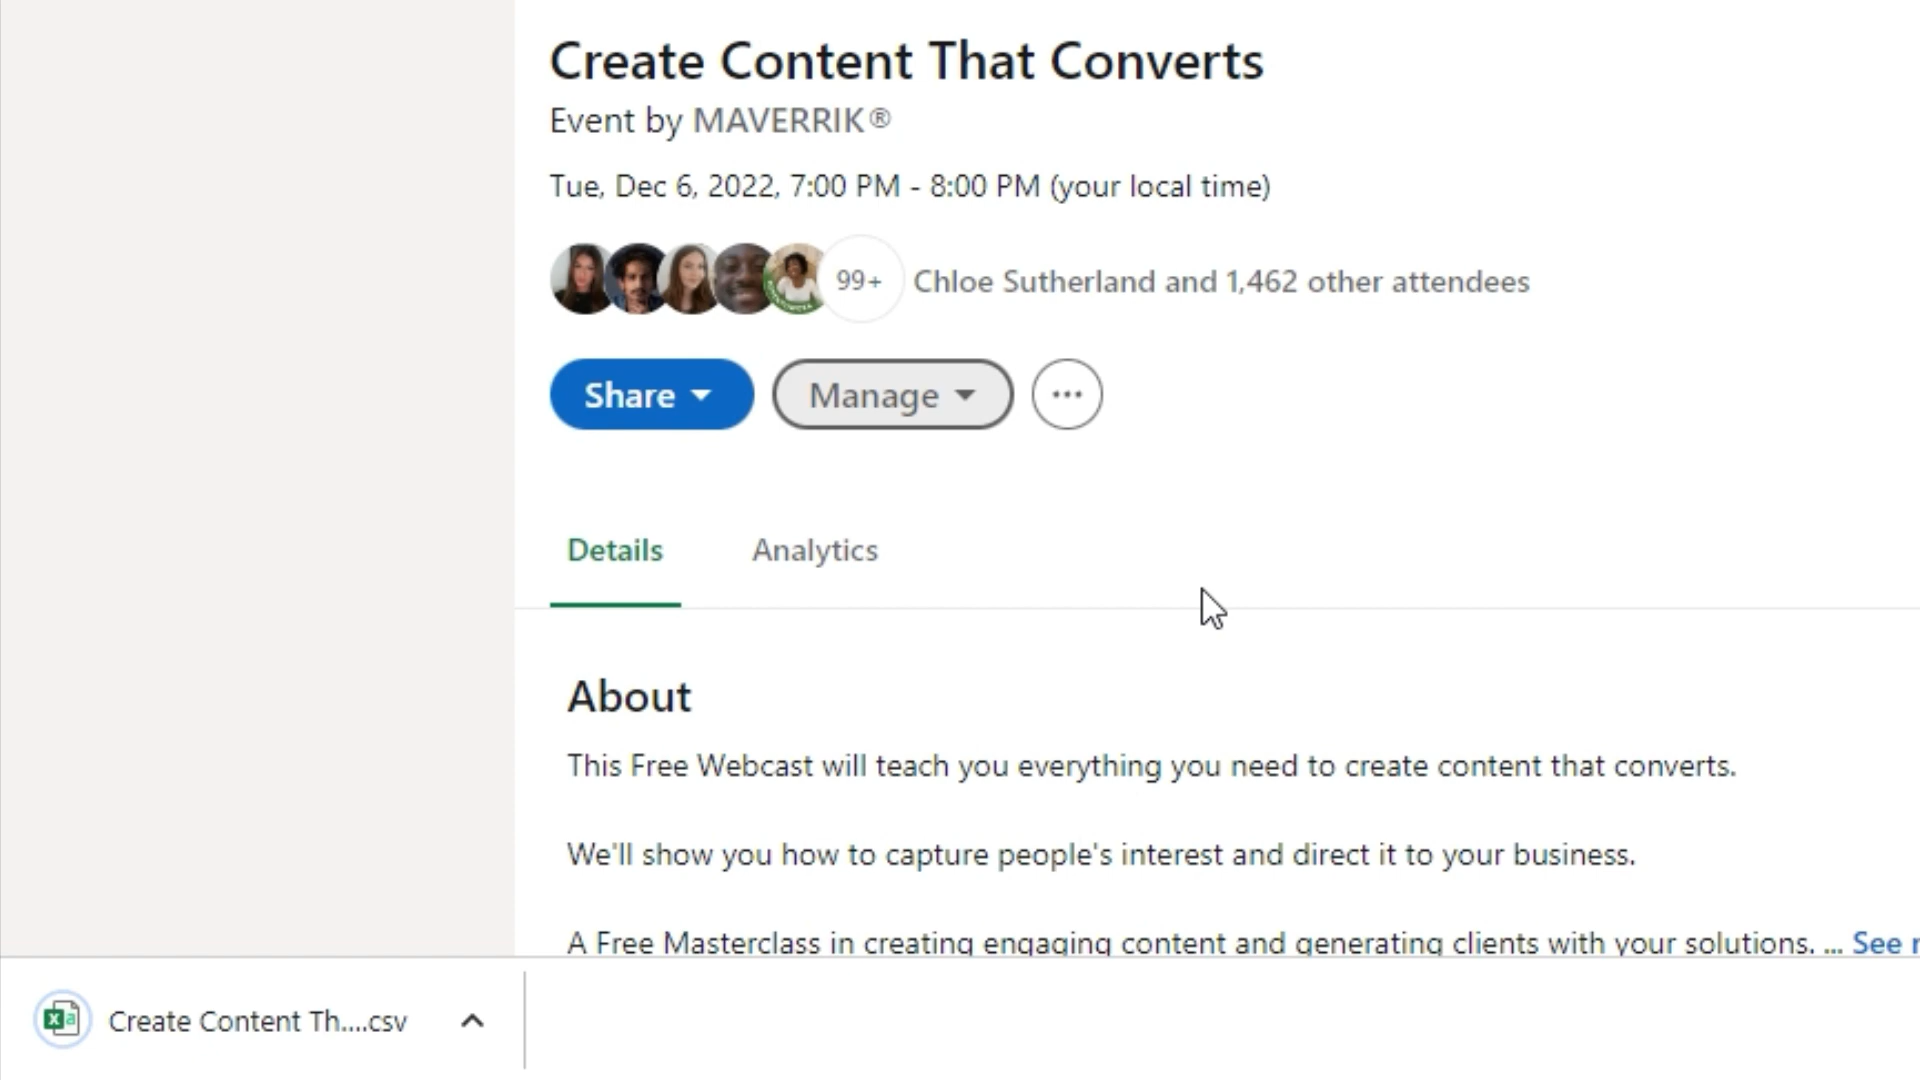 Create Content That Converts
Event by MAVERRIK®
Tue, Dec 6, 2022, 7:00 PM - 8:00 PM (your local time)
99+ Chloe Sutherland and 1,462 other attendees
Share Manage ...
Details Analytics
About
This Free Webcast will teach you everything you need to create content that converts.
We'll show you how to capture people's interest and direct it to your business.
A Free Masterclass in creating engaging content and generating clients with your solutions. ... See
Create Content Th....csv